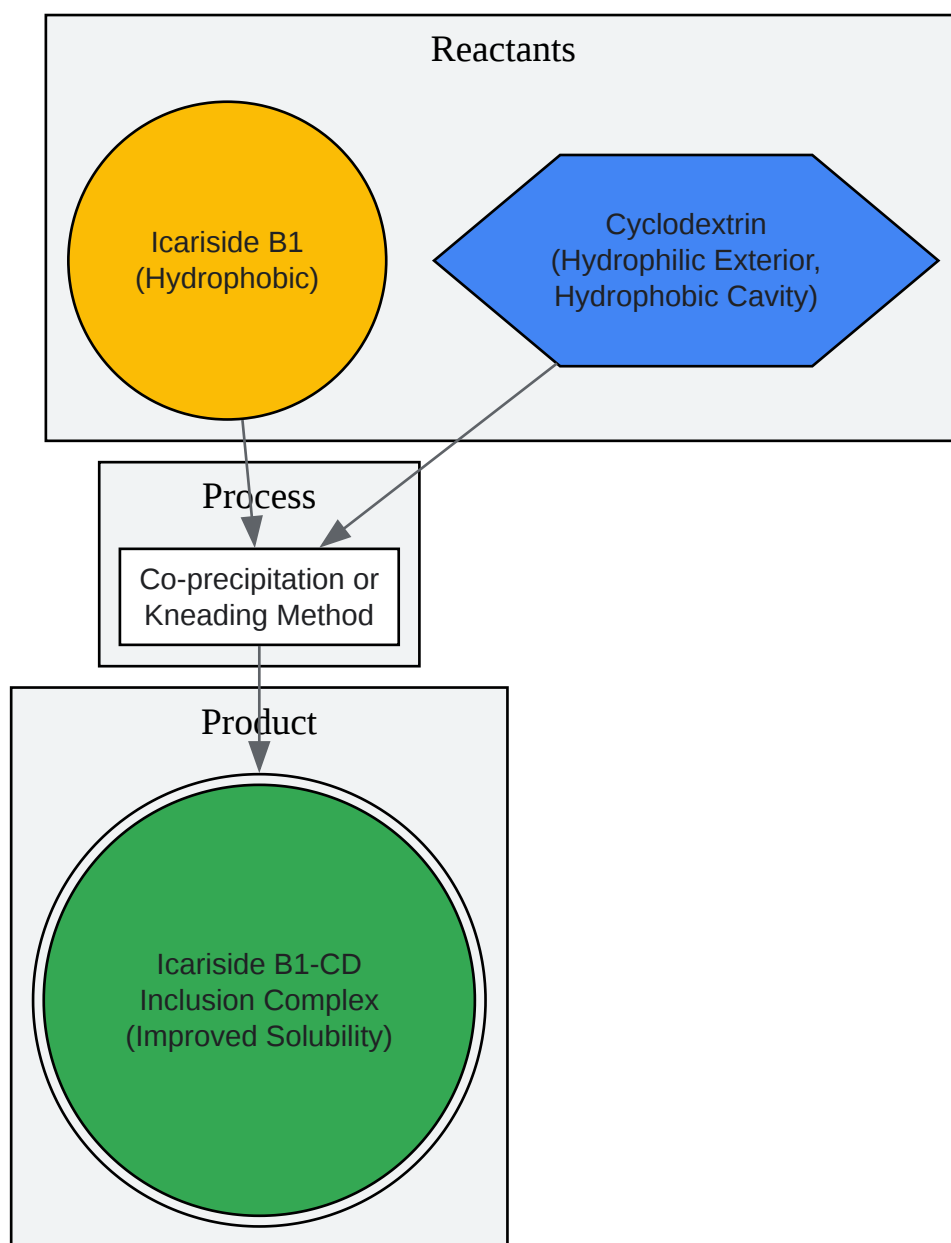 Reactants
Icariside B1
(Hydrophobic)
Cyclodextrin
(Hydrophilic Exterior,
Hydrophobic Cavity)
Process
Co-precipitation or
Kneading Method
Product
Icariside B1-CD
Inclusion Complex
(Improved Solubility)